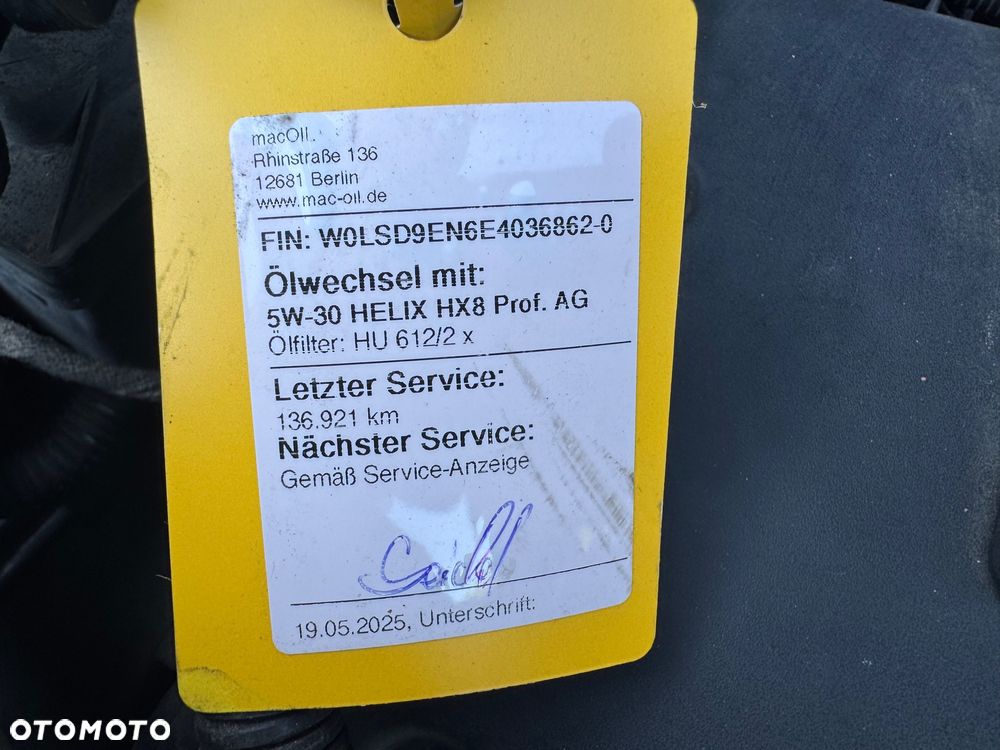 macOIL
Rhinstraße 136
12681 Berlin
www.mac-oil.de
FIN: W0LSD9EN6E4036862-0
Ölwechsel mit:
5W-30 HELIX HX8 Prof. AG
Ölfilter: HU 612/2 x
Letzter Service:
136.921 km
Nächster Service:
Gemäß Service-Anzeige
19.05.2025, Unterschrift:
OTOMOTO